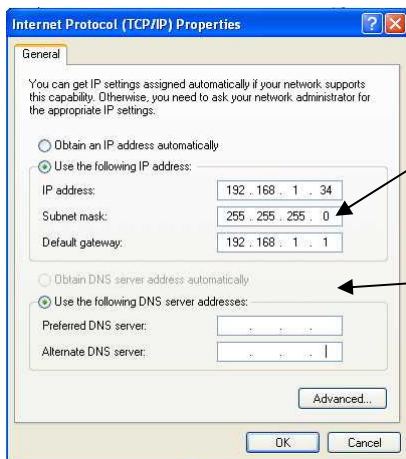 Internet Protocol (TCP/IP) Properties
General
You can get IP settings assigned automatically if your network supports
this capability. Otherwise, you need to ask your network administrator for
the appropriate IP settings.
Obtain an IP address automatically
Use the following IP address:
IP address: 192 . 168 . 1 . 34
Subnet mask: 255 . 255 . 255 . 0
Default gateway: 192 . 168 . 1 . 1
Obtain DNS server address automatically
Use the following DNS server addresses:
Preferred DNS server: . . .
Alternate DNS server: . . .
Advanced...
OK Cancel